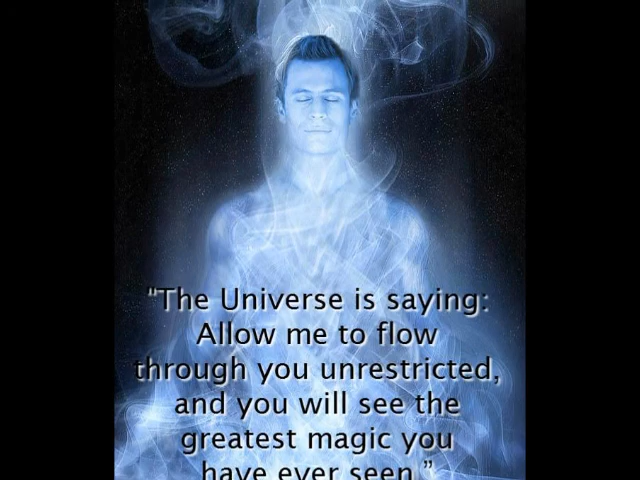 "The Universe is saying:
Allow me to flow
through you unrestricted,
and you will see the
greatest magic you
have ever seen.”